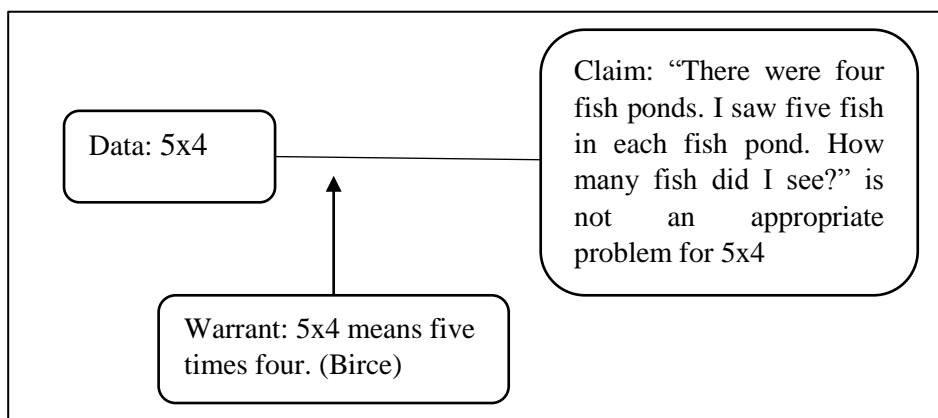 Data: 5x4
Claim: “There were four
fish ponds. I saw five fish
in each fish pond. How
many fish did I see?” is
not an appropriate
problem for 5x4
Warrant: 5x4 means five
times four. (Birce)